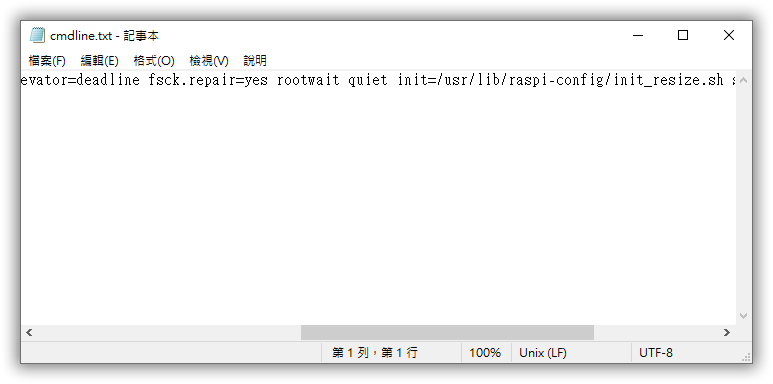 cmdline.txt - 記事本
檔案(F) 編輯(E) 格式(O) 檢視(V) 說明
evator=deadline fsck.repair=yes rootwait quiet init=/usr/lib/raspi-config/init_resize.sh s
第 1 列，第 1 行 100% Unix (LF) UTF-8